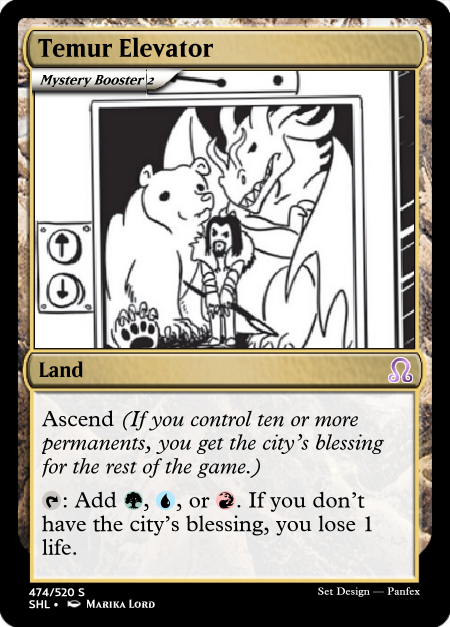 Temur Elevator
Mystery Booster 2
Land
Ascend (If you control ten or more
permanents, you get the city's blessing
for the rest of the game.)
: Add , , or . If you don't
have the city's blessing, you lose 1
life.
474/520 S
Set Design — Panfex
SHL • Marika Lord